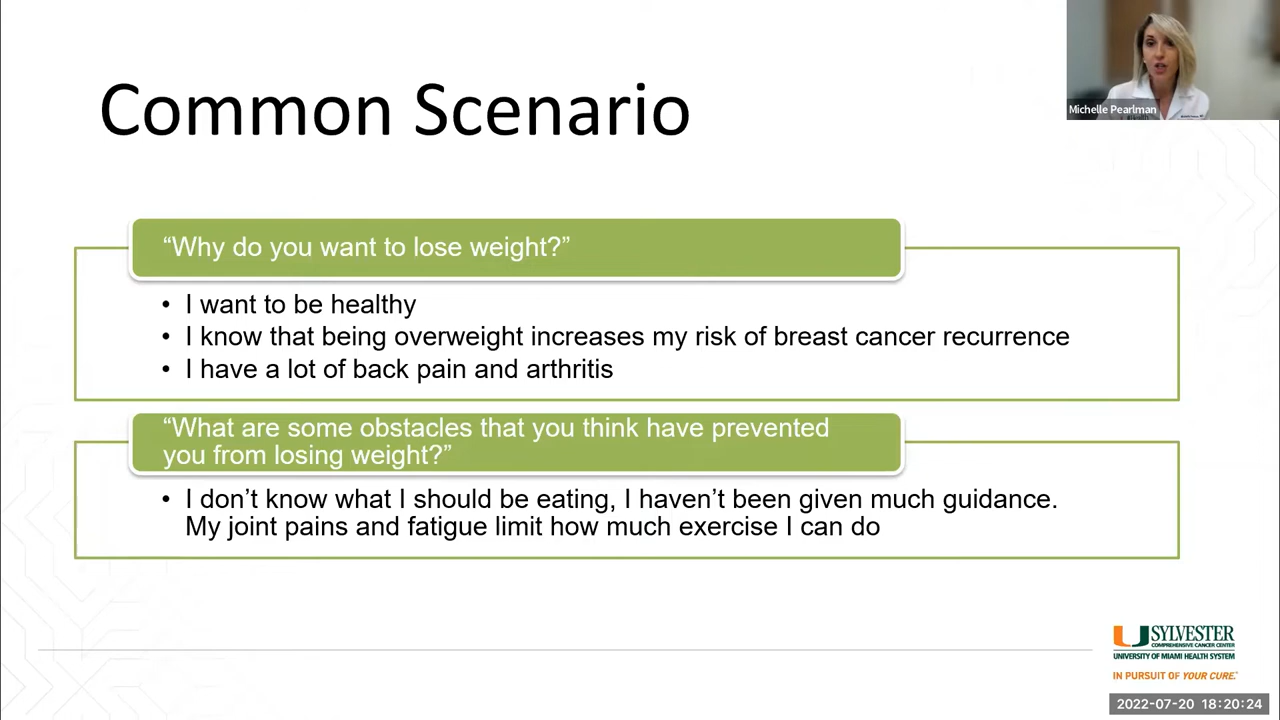 Common Scenario
Michelle Pearlman
“Why do you want to lose weight?”
• I want to be healthy
• I know that being overweight increases my risk of breast cancer recurrence
• I have a lot of back pain and arthritis
“What are some obstacles that you think have prevented
you from losing weight?”
• I don’t know what I should be eating, I haven’t been given much guidance.
My joint pains and fatigue limit how much exercise I can do
SYLVESTER
COMPREHENSIVE CANCER CENTER
UNIVERSITY OF MIAMI HEALTH SYSTEM
IN PURSUIT OF YOUR CURE.™
2022-07-20 18:20:24